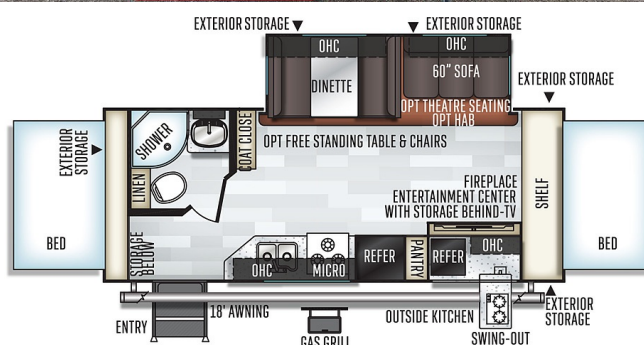 EXTERIOR STORAGE
EXTERIOR STORAGE
OHC
OHC
DINETTE
60" SOFA
EXTERIOR STORAGE
OPT THEATRE SEATING
OPT HAB
EXTERIOR
STORAGE
SHOWER
COAT CLOSE
OPT FREE STANDING TABLE & CHAIRS
LINEN
FIREPLACE
ENTERTAINMENT CENTER
WITH STORAGE BEHIND-TV
SHELF
BED
BED
STORAGE
BELOW
OHC
MICRO
REFER
PANTRY
REFER
OHC
ENTRY
18' AWNING
GAS GRILL
OUTSIDE KITCHEN
SWING-OUT
EXTERIOR
STORAGE